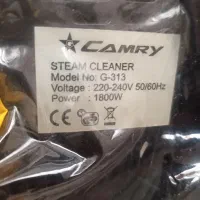 CAMRY
STEAM CLEANER
Model No: G-313
Voltage : 220-240V 50/60Hz
Power : 1800W
CE